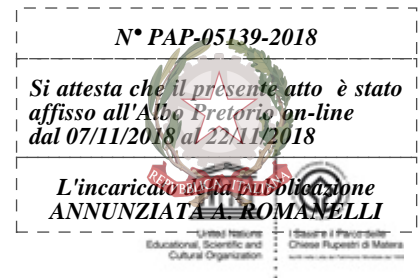 N° PAP-05139-2018
Si attesta che il presente atto è stato
affisso all'Albo Pretorio on-line
dal 07/11/2018 al 22/11/2018
L'incaricato della pubblicazione
ANNUNZIATA A. ROMANELLI
REPVBBLICA ITALIANA
United Nations
Educational, Scientific and
Cultural Organization
I Sassi e il Parco delle
Chiese Rupestri di Matera